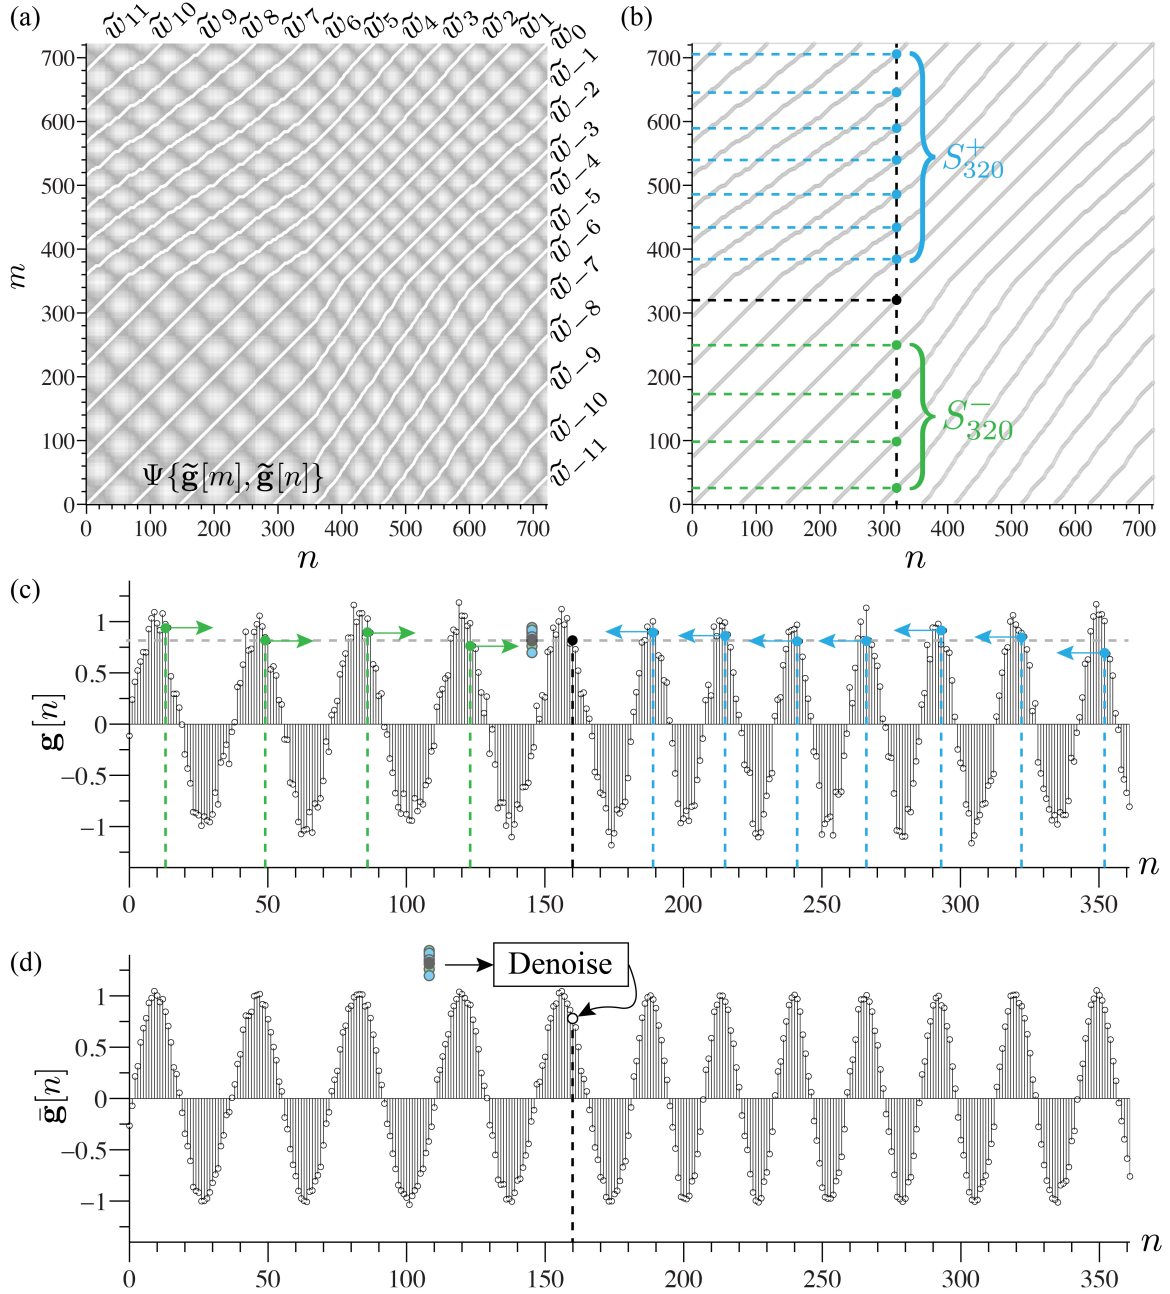 (a)
w̃11 w̃10 w̃9 w̃8 w̃7 w̃6 w̃5 w̃4 w̃3 w̃2 w̃1 w̃0
w̃−1
w̃−2
w̃−3
w̃−4
w̃−5
w̃−6
w̃−7
w̃−8
w̃−9
w̃−10
w̃−11
700
600
500
400
300
200
100
0
m
Ψ{g̃[m], g̃[n]}
0 100 200 300 400 500 600 700
n
(b)
700
600
500
400
300
200
100
0
S⁺320
S⁻320
0 100 200 300 400 500 600 700
n
(c)
1
0.5
0
−0.5
−1
g[n]
0 50 100 150 200 250 300 350
n
(d)
Denoise
1
0.5
0
−0.5
−1
ḡ[n]
0 50 100 150 200 250 300 350
n